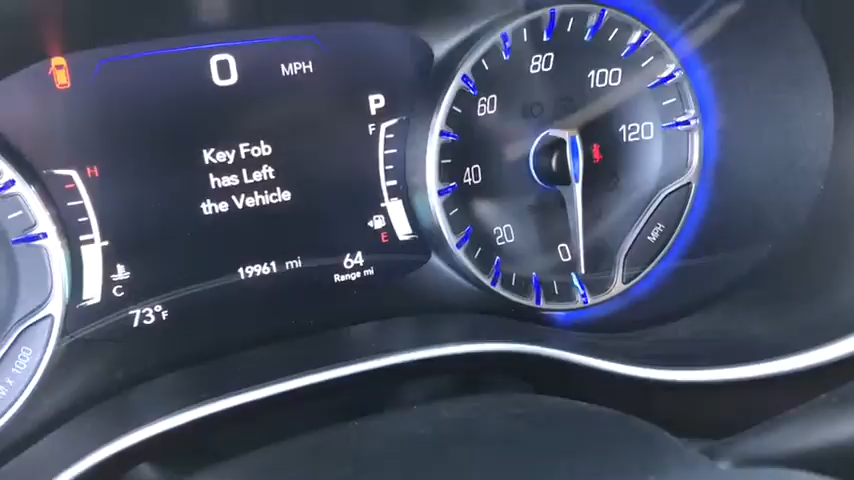 0 MPH
P
F
Key Fob
has Left
the Vehicle
H
E
C
19961 mi
64
Range mi
73°F
x 1000
0
20
40
60
80
100
120
MPH